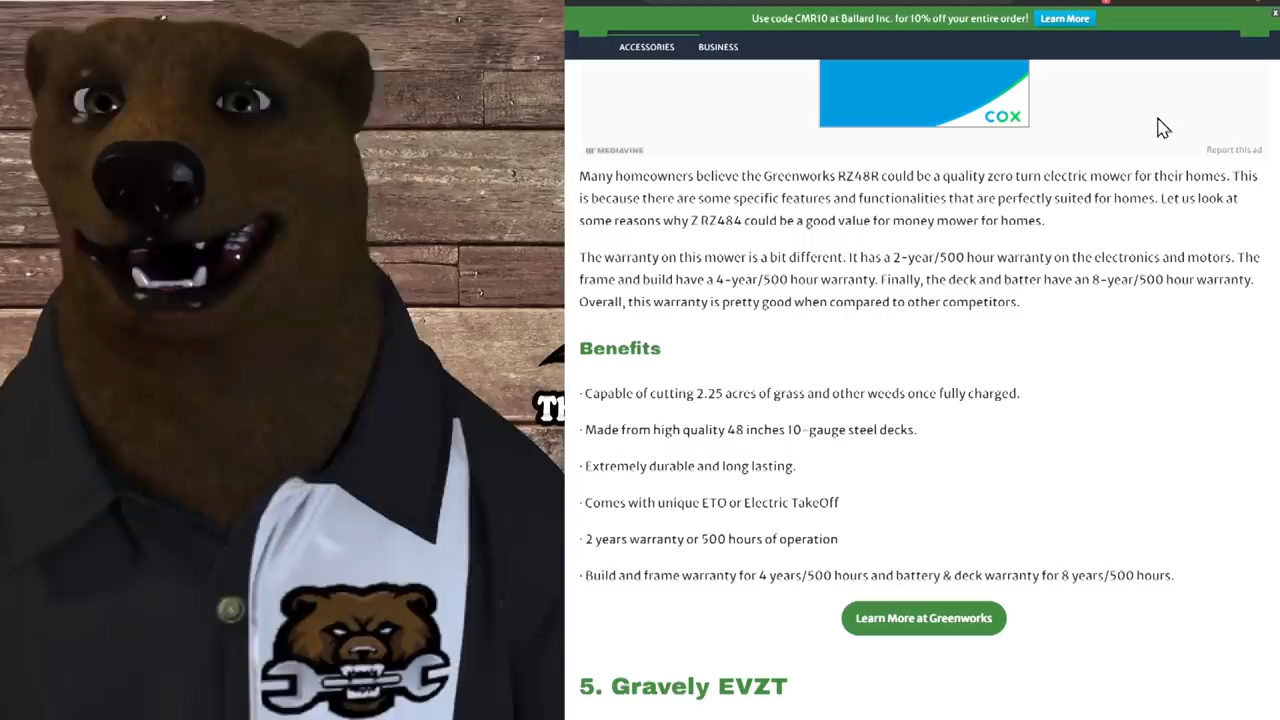 Use code CMR10 at Ballard Inc. for 10% off your entire order! Learn More
x
ACCESSORIES BUSINESS
COX
MEDIAVINE
Report this ad
Many homeowners believe the Greenworks RZ48R could be a quality zero turn electric mower for their homes. This
is because there are some specific features and functionalities that are perfectly suited for homes. Let us look at
some reasons why Z RZ484 could be a good value for money mower for homes.
The warranty on this mower is a bit different. It has a 2-year/500 hour warranty on the electronics and motors. The
frame and build have a 4-year/500 hour warranty. Finally, the deck and batter have an 8-year/500 hour warranty.
Overall, this warranty is pretty good when compared to other competitors.
Benefits
· Capable of cutting 2.25 acres of grass and other weeds once fully charged.
· Made from high quality 48 inches 10-gauge steel decks.
· Extremely durable and long lasting.
· Comes with unique ETO or Electric TakeOff
· 2 years warranty or 500 hours of operation
· Build and frame warranty for 4 years/500 hours and battery & deck warranty for 8 years/500 hours.
Learn More at Greenworks
5. Gravely EVZT